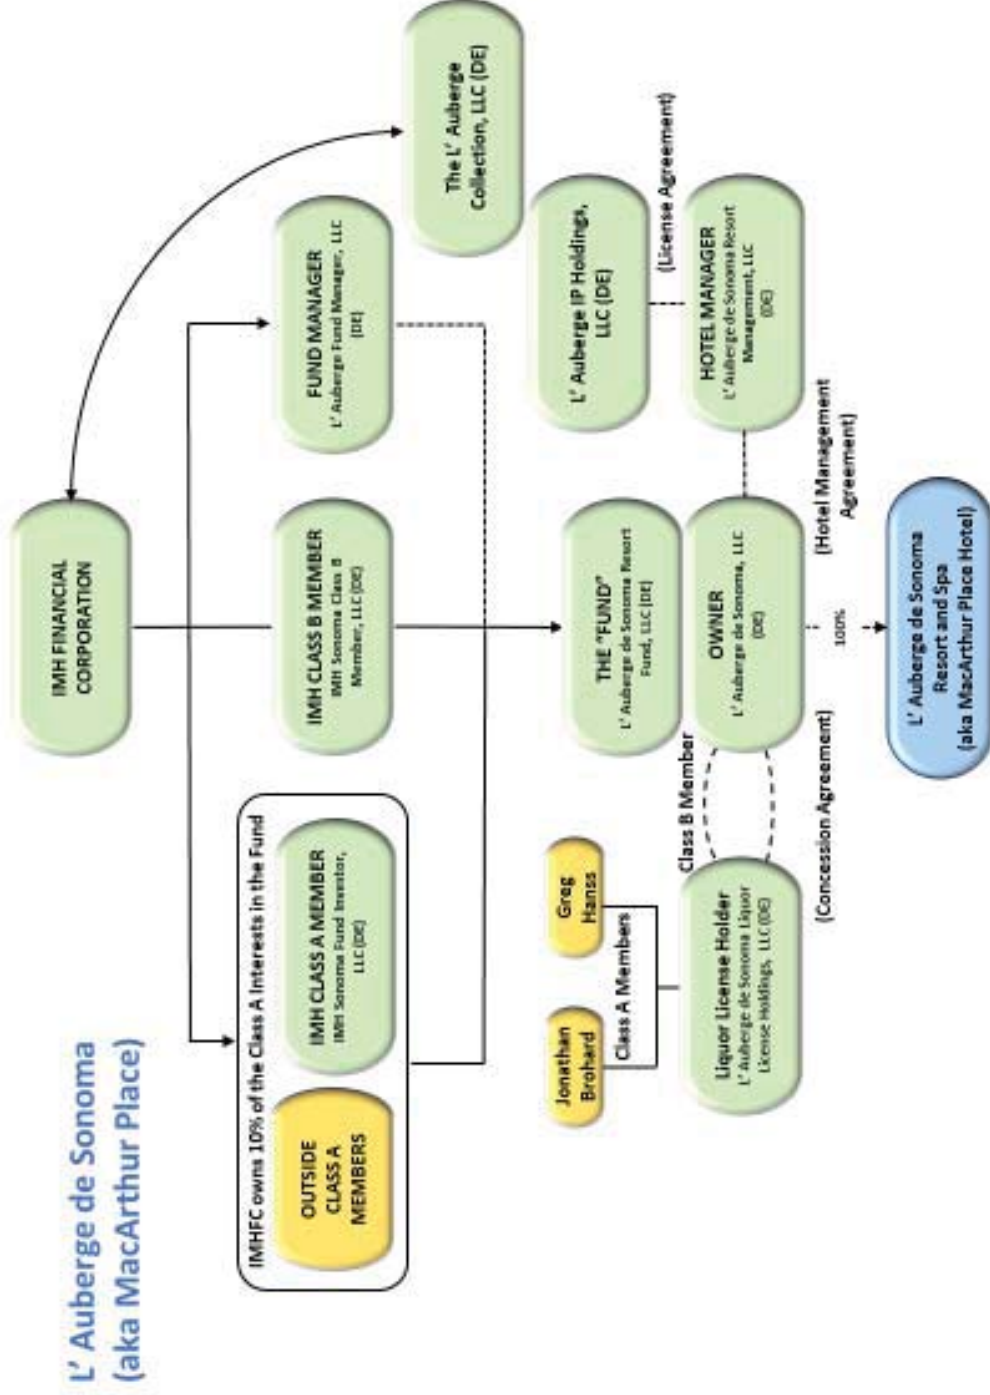 L' Auberge de Sonoma
(aka MacArthur Place)
IMH FINANCIAL
CORPORATION
IMHFC owns 10% of the Class A Interests in the Fund
OUTSIDE
CLASS A
MEMBERS
IMH CLASS A MEMBER
IMH Sonoma Fund Inventor,
LLC (DE)
IMH CLASS B MEMBER
IMH Sonoma Class B
Member, LLC (DE)
FUND MANAGER
L' Auberge Fund Manager, LLC
(DE)
The L' Auberge
Collection, LLC (DE)
Jonathan
Brohard
Greg
Hanss
Class A Members
THE "FUND"
L' Auberge de Sonoma Resort
Fund, LLC (DE)
L' Auberge IP Holdings,
LLC (DE)
(License Agreement)
Class B Member
Liquor License Holder
L' Auberge de Sonoma Liquor
License Holdings, LLC (DE)
OWNER
L' Auberge de Sonoma, LLC
(DE)
HOTEL MANAGER
L' Auberge de Sonoma Resort
Management, LLC
(DE)
(Concession Agreement)
100%
(Hotel Management
Agreement)
L' Auberge de Sonoma
Resort and Spa
(aka MacArthur Place Hotel)